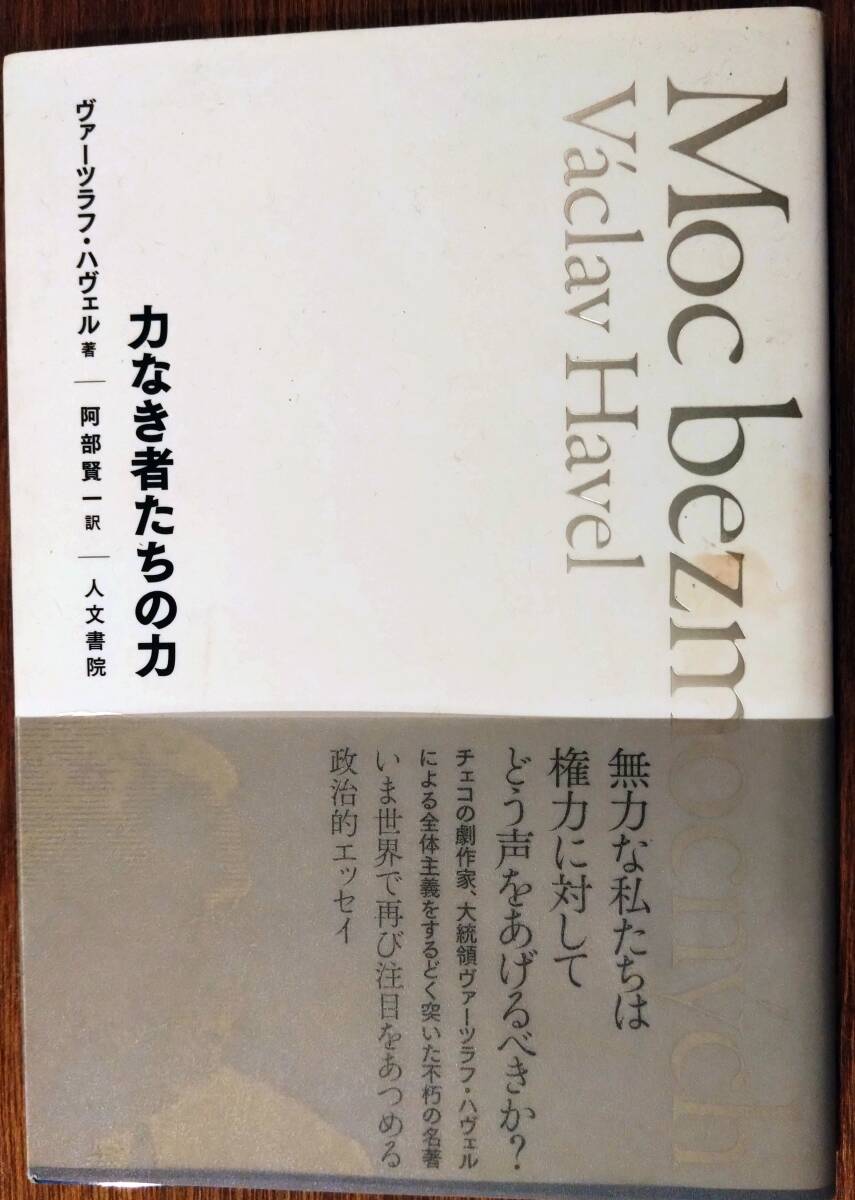 Moc bezmocných
Václav Havel
力なき者たちの力
ヴァーツラフ・ハヴェル 著 ― 阿部賢一 訳 ― 人文書院
無力な私たちは
権力に対して
どう声をあげるべきか?
チェコの劇作家、大統領ヴァーツラフ・ハヴェル
による全体主義をするどく突いた不朽の名著
いま世界で再び注目をあつめる
政治的エッセイ